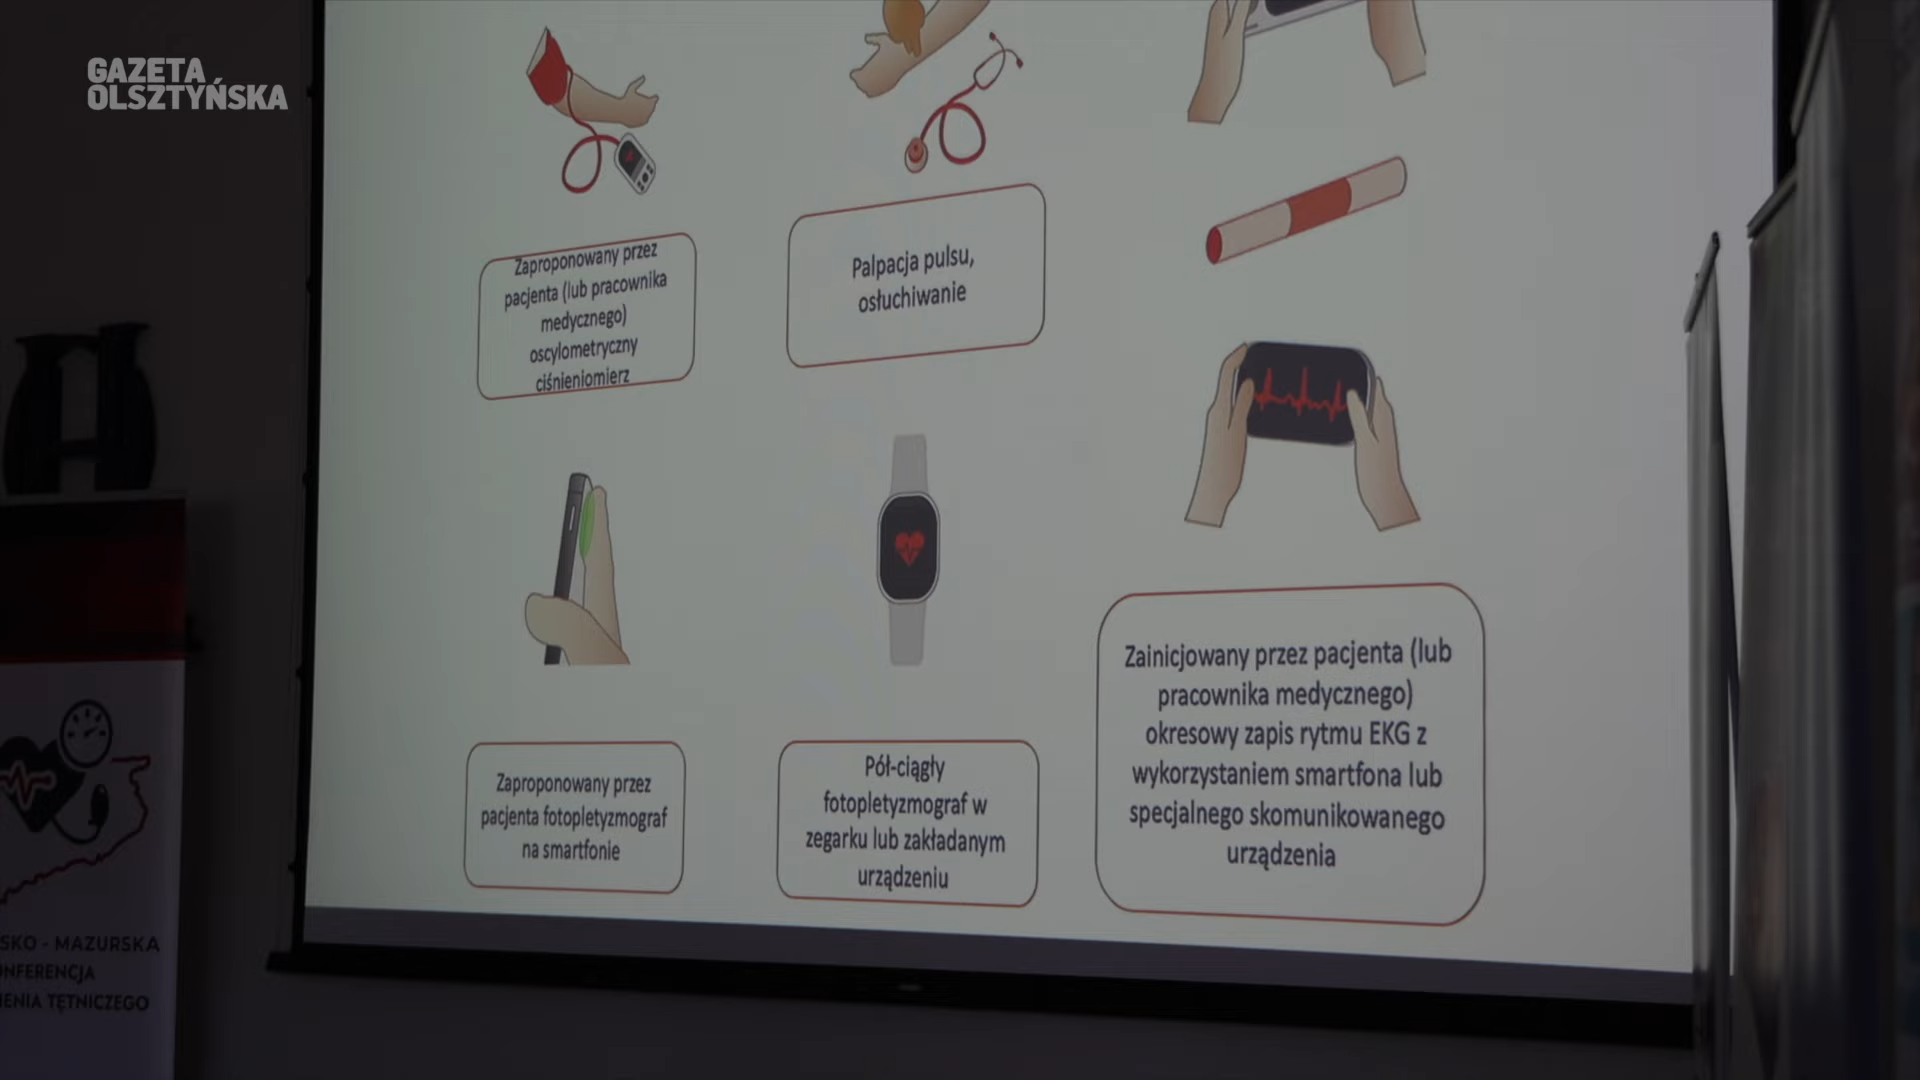 GAZETA
OLSZTYŃSKA
Zaproponowany przez
pacjenta (lub pracownika
medycznego)
oscylometryczny
ciśnieniomierz
Palpacja pulsu,
osłuchiwanie
Zaproponowany przez
pacjenta fotopletyzmograf
na smartfonie
Pół-ciągły
fotopletyzmograf w
zegarku lub zakładanym
urządzeniu
Zainicjowany przez pacjenta (lub
pracownika medycznego)
okresowy zapis rytmu EKG z
wykorzystaniem smartfona lub
specjalnego skomunikowanego
urządzenia
SKO - MAZURSKA
NFERENCJA
IENIA TĘTNICZEGO